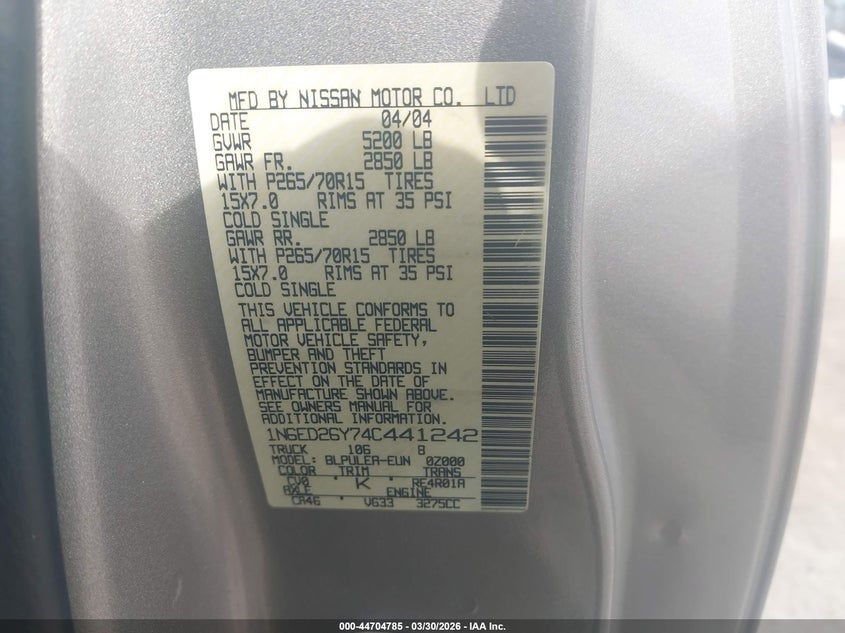 MFD BY NISSAN MOTOR CO. LTD
DATE 04/04
GVWR 5200 LB
GAWR FR. 2850 LB
WITH P265/70R15 TIRES
15X7.0 RIMS AT 35 PSI
COLD SINGLE
GAWR RR. 2850 LB
WITH P265/70R15 TIRES
15X7.0 RIMS AT 35 PSI
COLD SINGLE
THIS VEHICLE CONFORMS TO
ALL APPLICABLE FEDERAL
MOTOR VEHICLE SAFETY,
BUMPER AND THEFT
PREVENTION STANDARDS IN
EFFECT ON THE DATE OF
MANUFACTURE SHOWN ABOVE.
SEE OWNERS MANUAL FOR
ADDITIONAL INFORMATION.
1N6ED26Y74C441242
TRUCK 106 B
MODEL: BLPULEA-EUN 0Z000
COLOR TRIM TRANS
CV0 K RE4R01A
AXLE ENGINE
CA46 VG33 3275CC
000-44704785 - 03/30/2026 - IAA Inc.